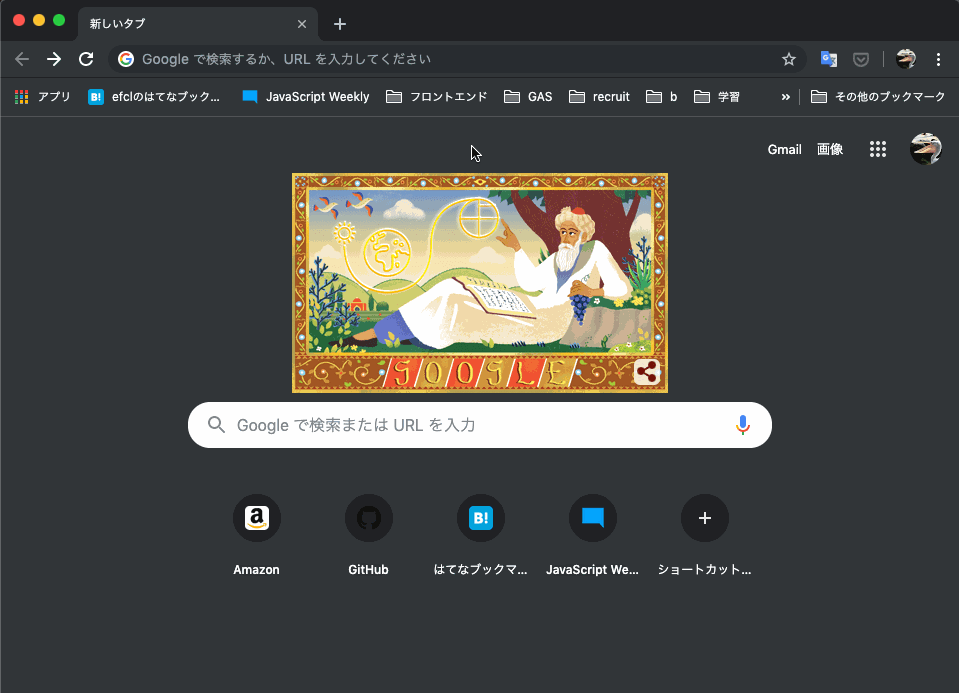 新しいタブ
Google で検索するか、URL を入力してください
アプリ B! efclのはてなブック... JavaScript Weekly フロントエンド GAS recruit b 学習 » その他のブックマーク
Gmail 画像
GOOGLE
Google で検索または URL を入力
a B!
Amazon GitHub はてなブックマ... JavaScript We... ショートカット...